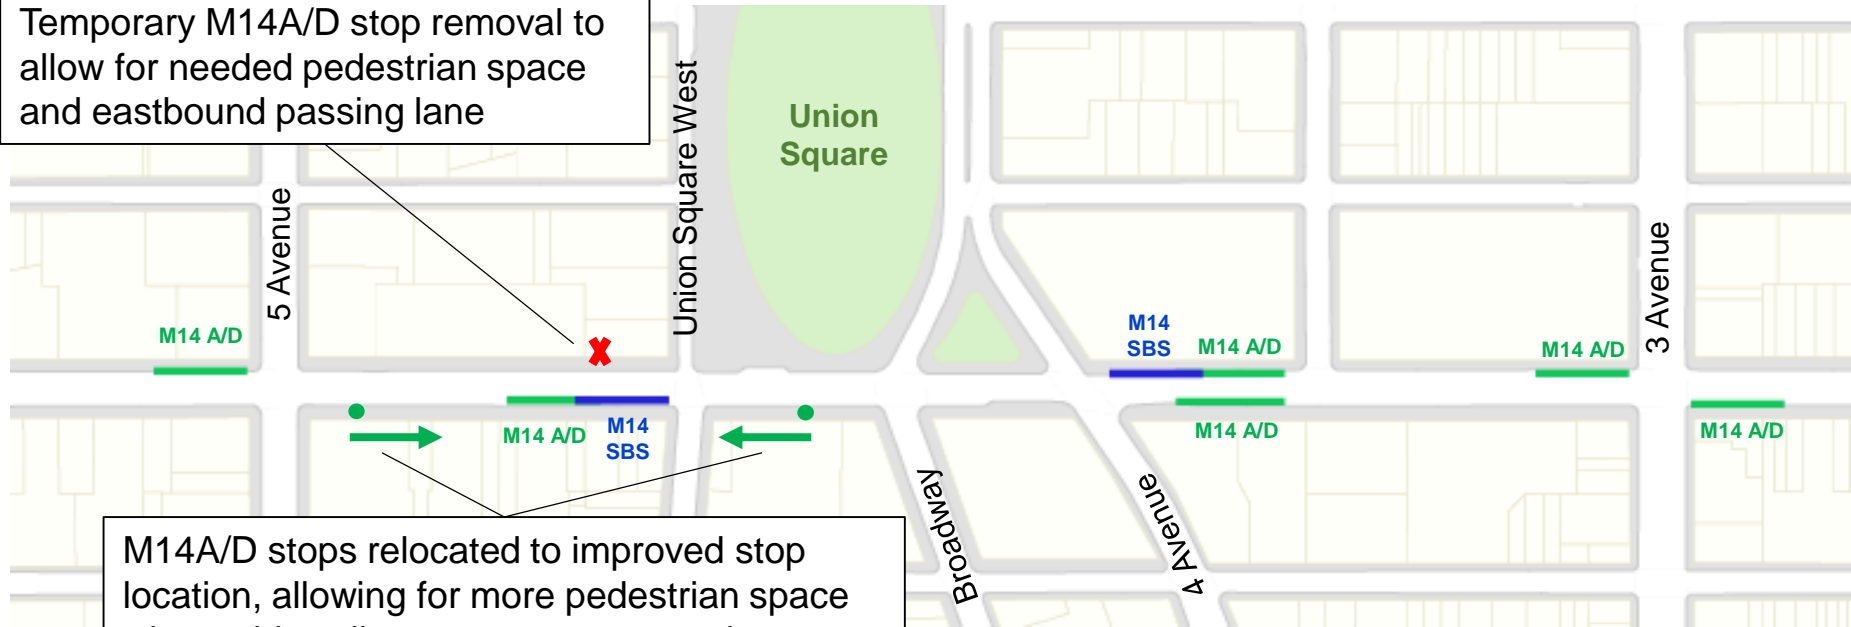 Temporary M14A/D stop removal to
allow for needed pedestrian space
and eastbound passing lane
Union Square West
Union
Square
5 Avenue
3 Avenue
M14 A/D
M14
SBS
M14 A/D
M14 A/D
M14 A/D
M14
SBS
M14 A/D
M14 A/D
Broadway
4 Avenue
M14A/D stops relocated to improved stop
location, allowing for more pedestrian space